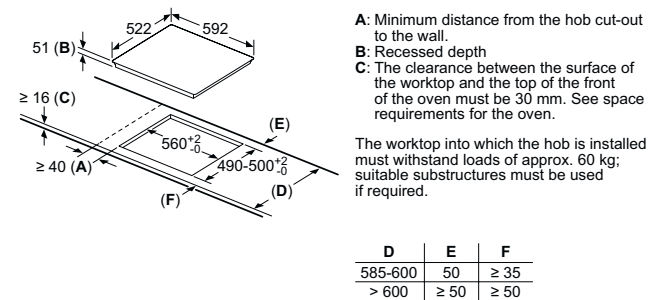 522
592
51 (B)
≥ 16 (C)
(E)
560+2-0
490-500+2-0
≥ 40 (A)
(D)
(F)
A: Minimum distance from the hob cut-out
to the wall.
B: Recessed depth
C: The clearance between the surface of
the worktop and the top of the front
of the oven must be 30 mm. See space
requirements for the oven.
The worktop into which the hob is installed
must withstand loads of approx. 60 kg;
suitable substructures must be used
if required.
D E F
585-600 50 ≥ 35
> 600 ≥ 50 ≥ 50